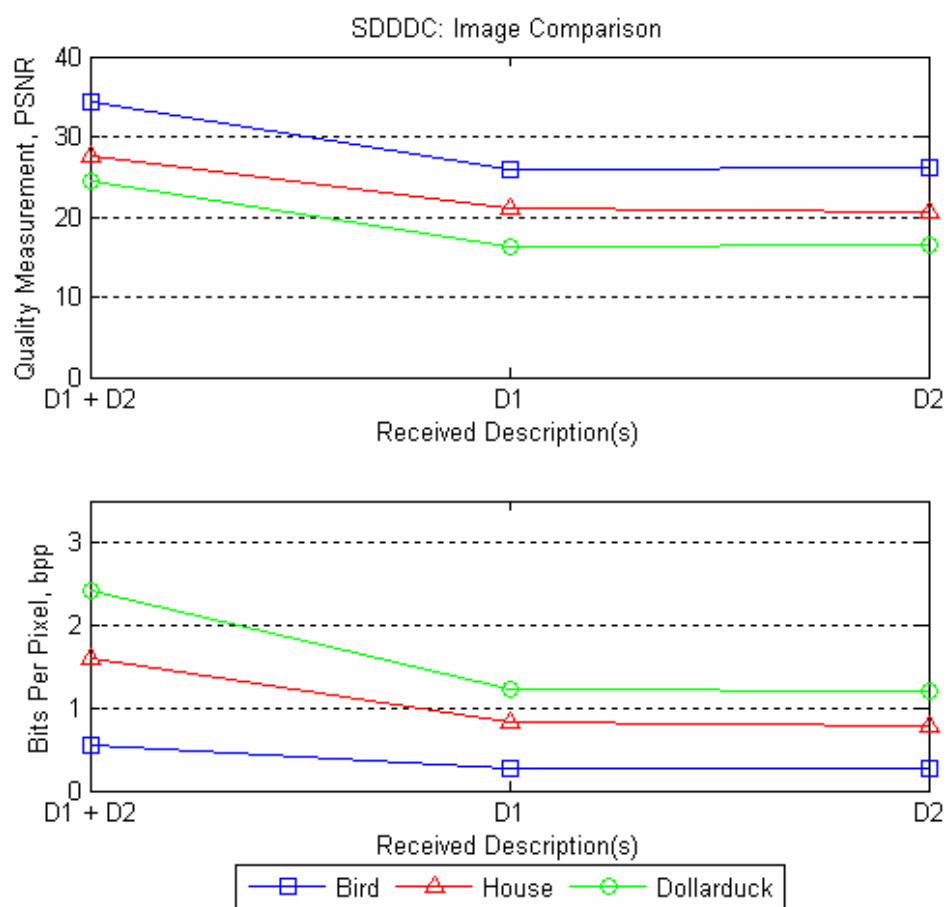 SDDDC: Image Comparison
Quality Measurement, PSNR
40
30
20
10
0
D1 + D2 D1 D2
Received Description(s)
Bits Per Pixel, bpp
3
2
1
0
D1 + D2 D1 D2
Received Description(s)
Bird House Dollarduck